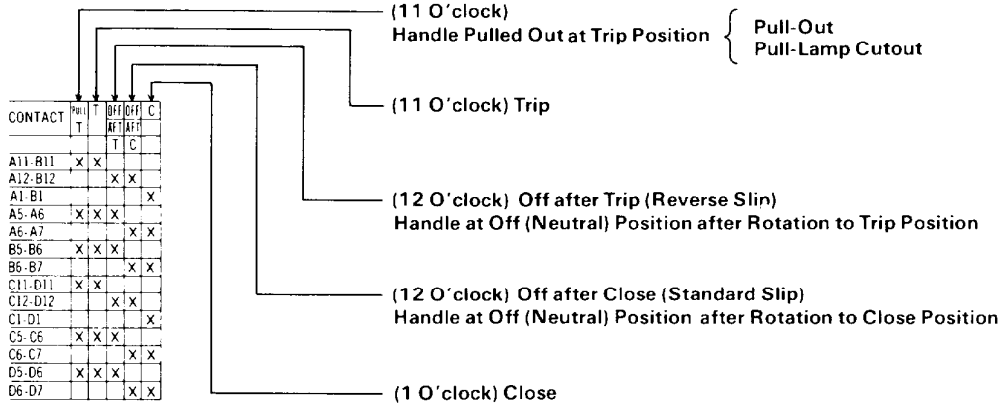 (11 O'clock)
Handle Pulled Out at Trip Position { Pull-Out
Pull-Lamp Cutout
(11 O'clock) Trip
(12 O'clock) Off after Trip (Reverse Slin)
Handle at Off (Neutral) Position after Rotation to Trip Position
(12 O'clock) Off after Close (Standard Slip)
Handle at Off (Neutral) Position after Rotation to Close Position
(1 O'clock) Close
CONTACT PULL T OFF OFF C
T AFT AFT
T C
A11-B11 X X
A12-B12 X X
A1-B1 X
A5-A6 X X X
A6-A7 X X
B5-B6 X X X
B6-B7 X X
C11-D11 X X
C12-D12 X X
C1-D1 X
C5-C6 X X X
C6-C7 X X
D5-D6 X X X
D6-D7 X X